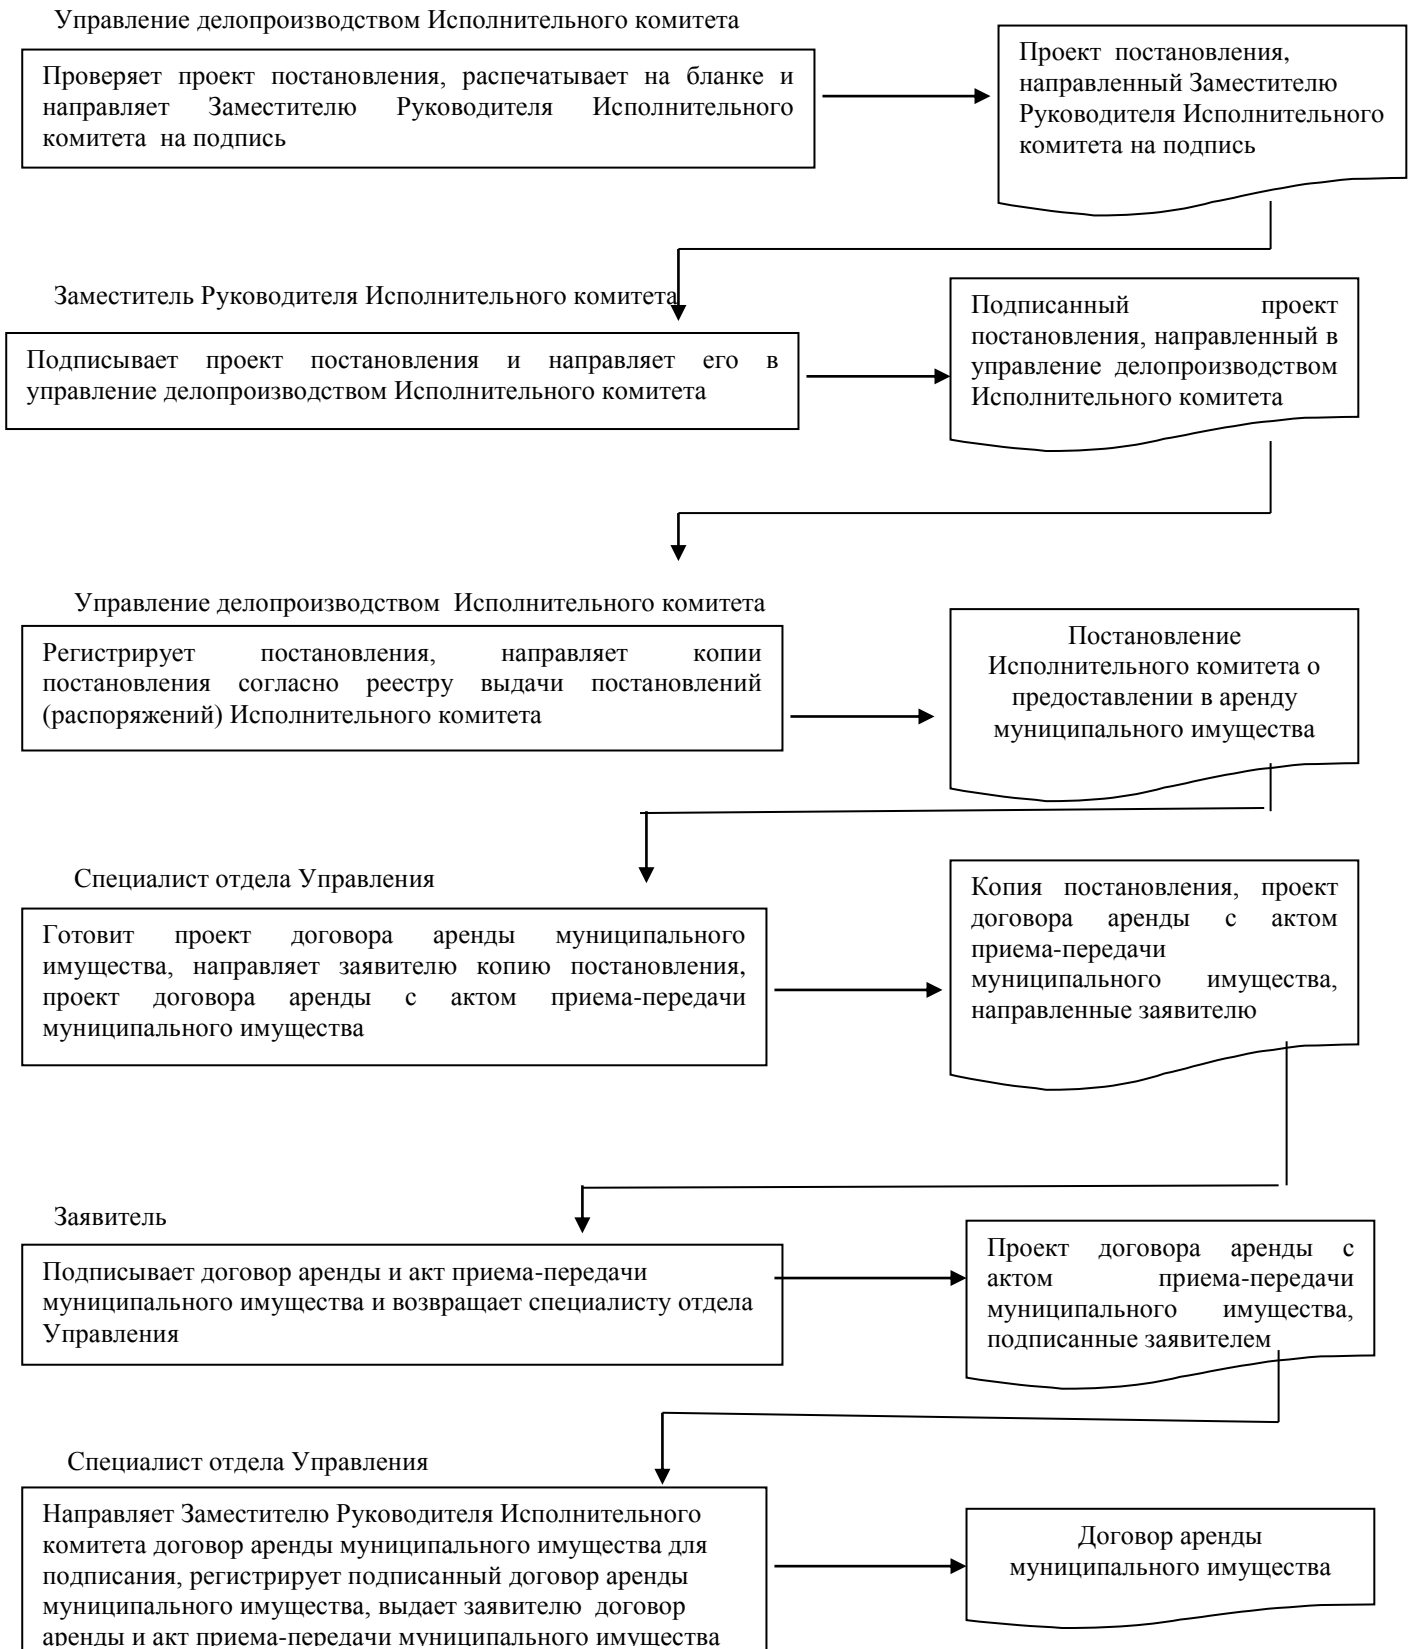 Управление делопроизводством Исполнительного комитета
Проверяет проект постановления, распечатывает на бланке и
направляет Заместителю Руководителя Исполнительного
комитета на подпись
Проект постановления,
направленный Заместителю
Руководителя Исполнительного
комитета на подпись
Заместитель Руководителя Исполнительного комитета
Подписывает проект постановления и направляет его в
управление делопроизводством Исполнительного комитета
Подписанный проект
постановления, направленный в
управление делопроизводством
Исполнительного комитета
Управление делопроизводством Исполнительного комитета
Регистрирует постановления, направляет копии
постановления согласно реестру выдачи постановлений
(распоряжений) Исполнительного комитета
Постановление
Исполнительного комитета о
предоставлении в аренду
муниципального имущества
Специалист отдела Управления
Готовит проект договора аренды муниципального
имущества, направляет заявителю копию постановления,
проект договора аренды с актом приема-передачи
муниципального имущества
Копия постановления, проект
договора аренды с актом
приема-передачи
муниципального имущества,
направленные заявителю
Заявитель
Подписывает договор аренды и акт приема-передачи
муниципального имущества и возвращает специалисту отдела
Управления
Проект договора аренды с
актом приема-передачи
муниципального имущества,
подписанные заявителем
Специалист отдела Управления
Направляет Заместителю Руководителя Исполнительного
комитета договор аренды муниципального имущества для
подписания, регистрирует подписанный договор аренды
муниципального имущества, выдает заявителю договор
аренды и акт приема-передачи муниципального имущества
Договор аренды
муниципального имущества